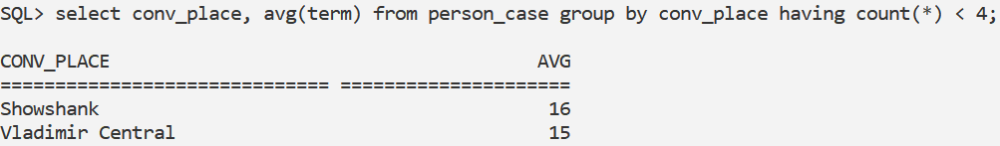 SQL> select conv_place, avg(term) from person_case group by conv_place having count(*) < 4;
CONV_PLACE AVG
============================== =====================
Showshank 16
Vladimir Central 15